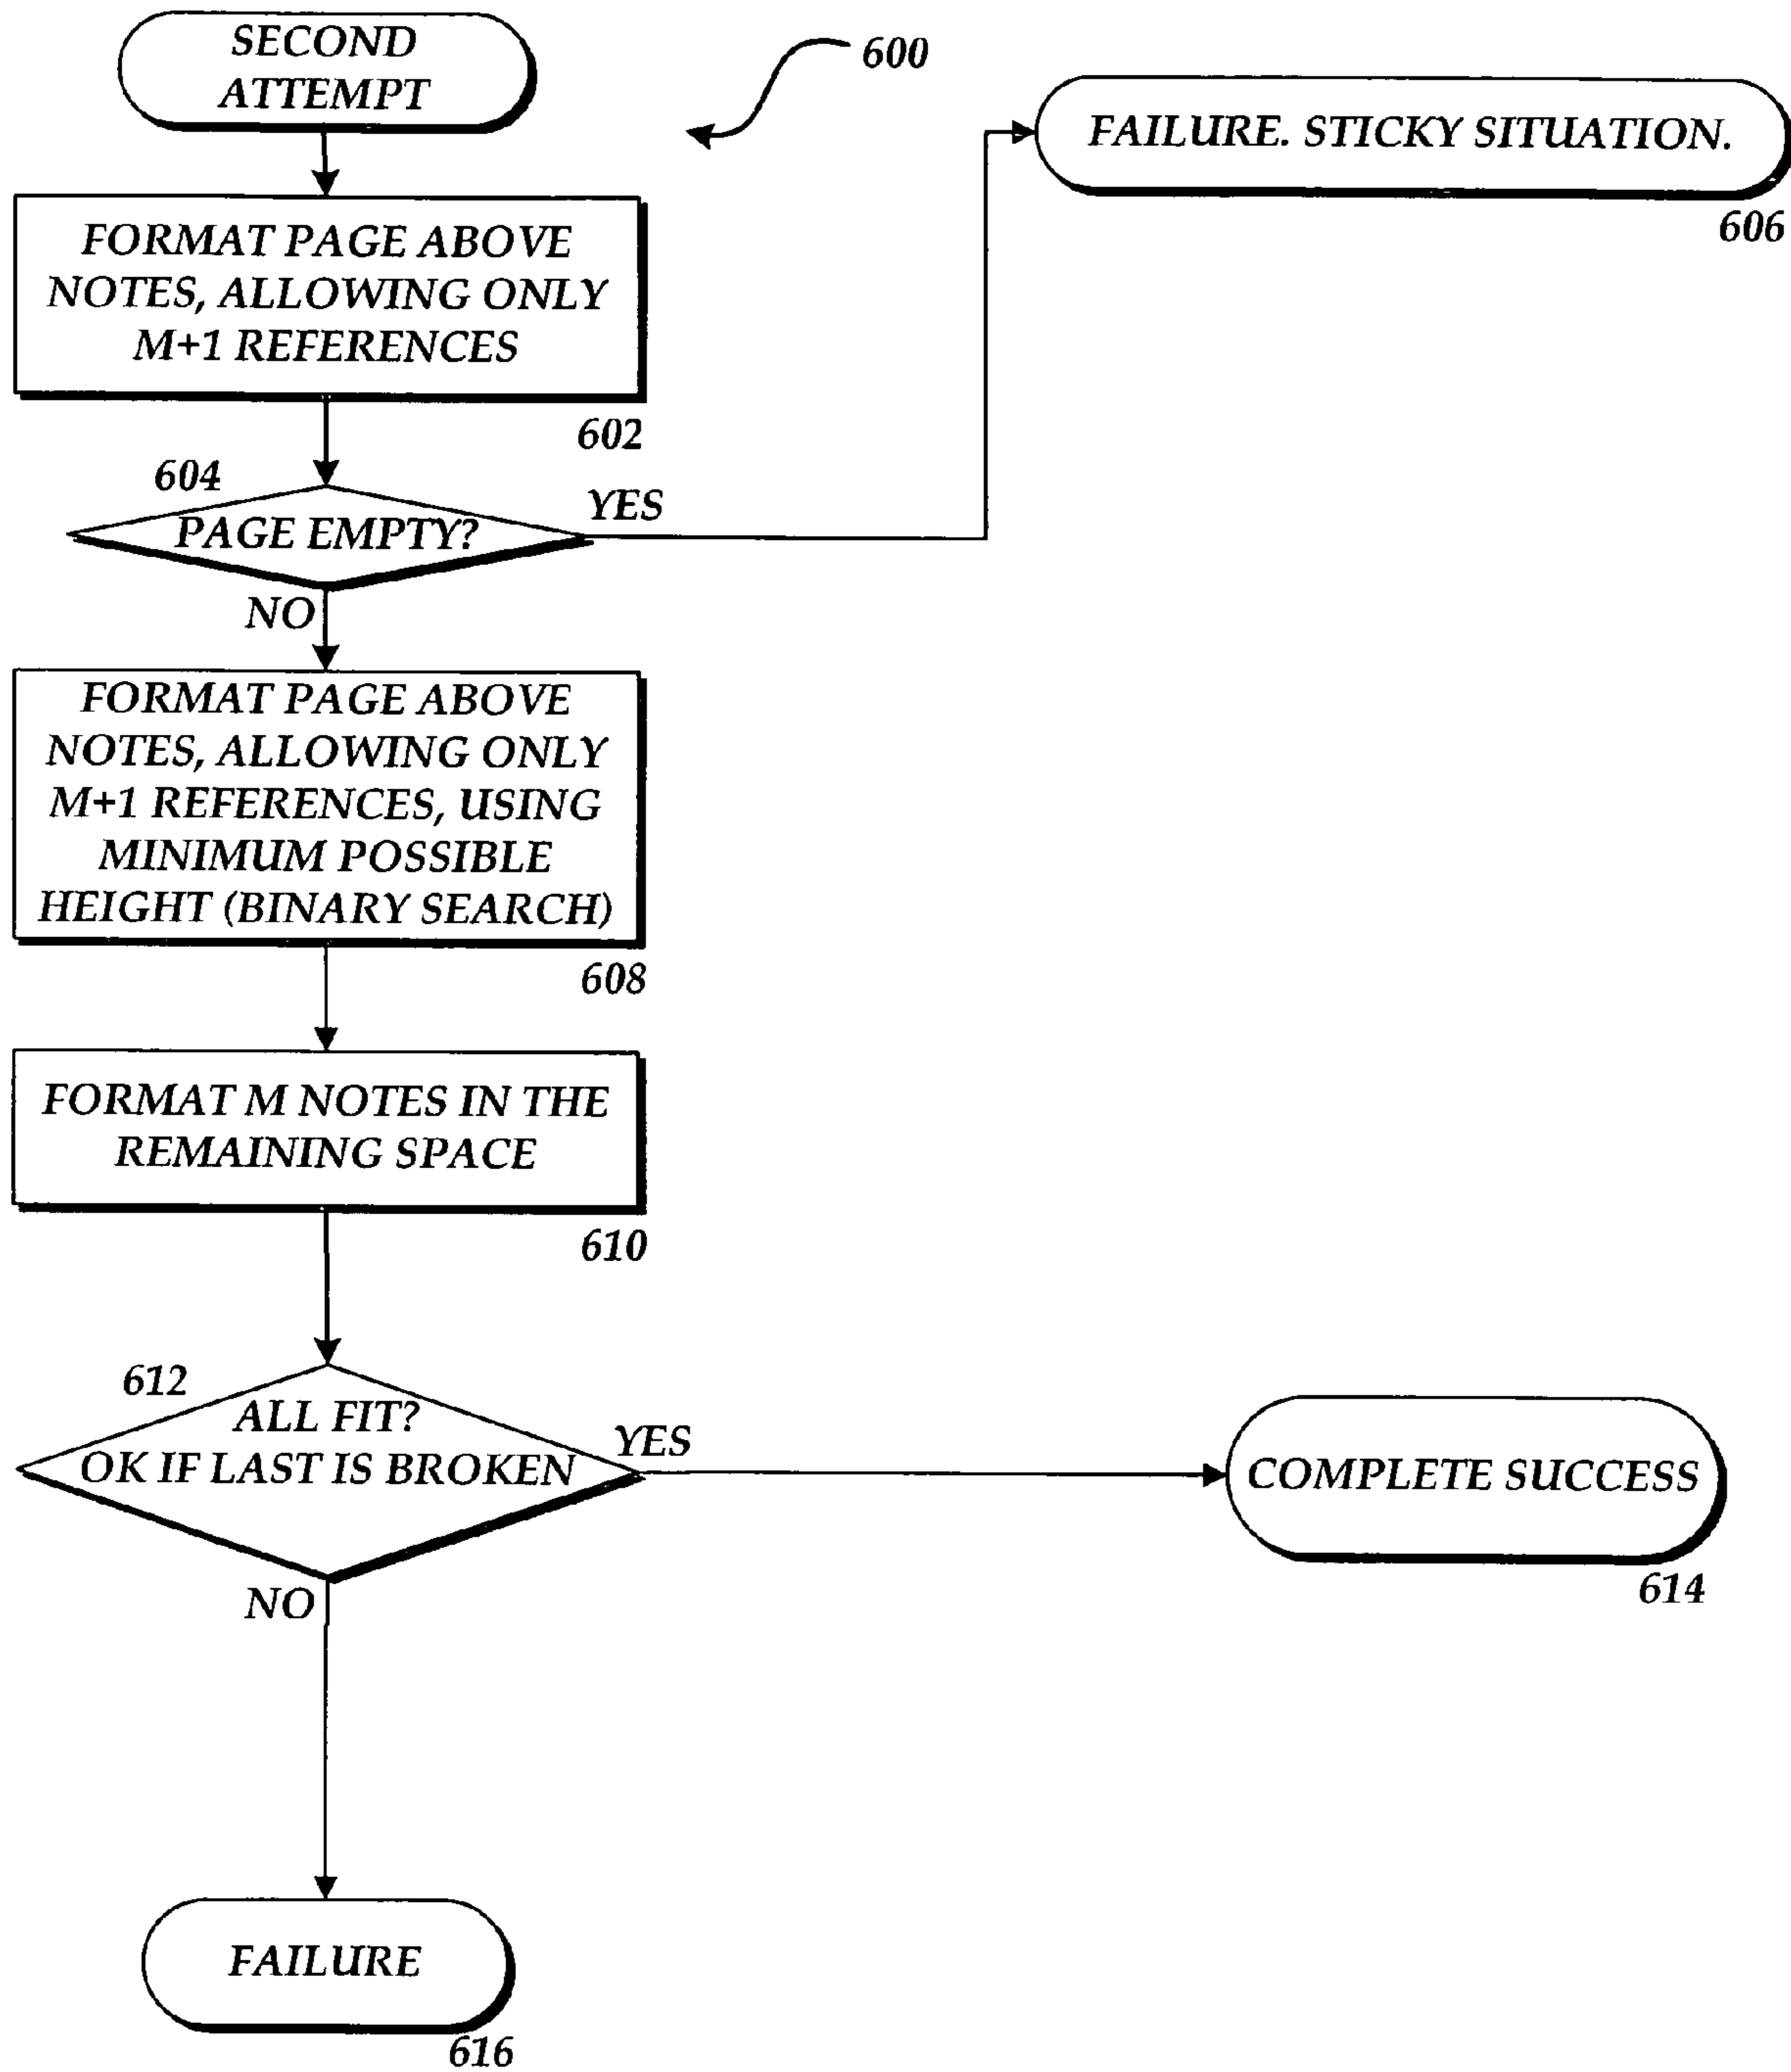 SECOND
ATTEMPT
600
FAILURE. STICKY SITUATION.
606
FORMAT PAGE ABOVE
NOTES, ALLOWING ONLY
M+1 REFERENCES
602
604
PAGE EMPTY?
YES
NO
FORMAT PAGE ABOVE
NOTES, ALLOWING ONLY
M+1 REFERENCES, USING
MINIMUM POSSIBLE
HEIGHT (BINARY SEARCH)
608
FORMAT M NOTES IN THE
REMAINING SPACE
610
612
ALL FIT?
OK IF LAST IS BROKEN
YES
COMPLETE SUCCESS
614
NO
FAILURE
616